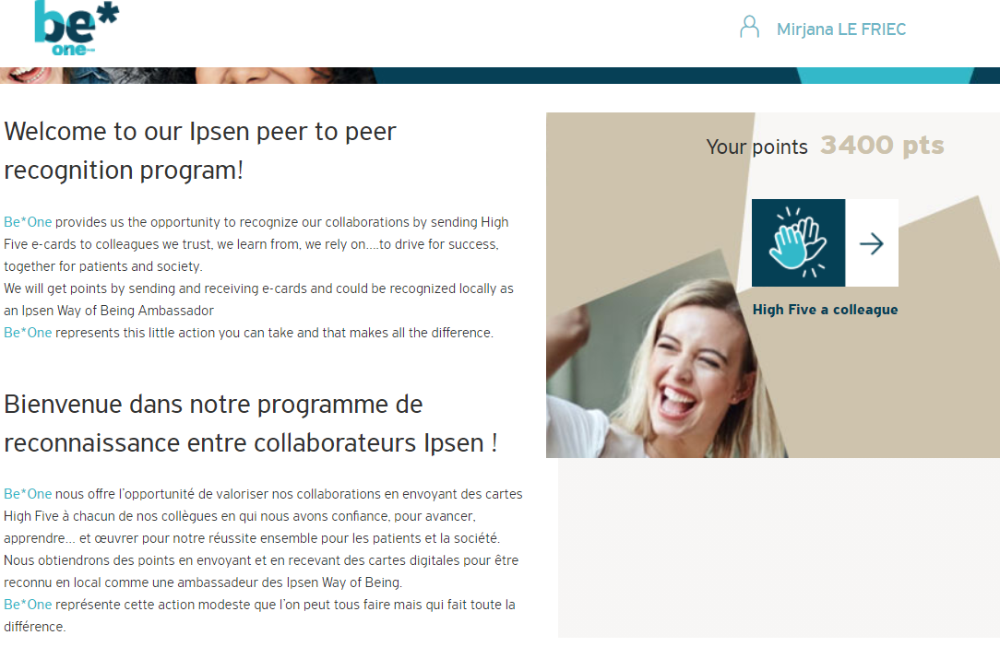 be*
one
Mirjana LE FRIEC
Welcome to our Ipsen peer to peer
recognition program!
Be*One provides us the opportunity to recognize our collaborations by sending High
Five e-cards to colleagues we trust, we learn from, we rely on....to drive for success,
together for patients and society.
We will get points by sending and receiving e-cards and could be recognized locally as
an Ipsen Way of Being Ambassador
Be*One represents this little action you can take and that makes all the difference.
Your points 3400 pts
High Five a colleague
Bienvenue dans notre programme de
reconnaissance entre collaborateurs Ipsen !
Be*One nous offre l'opportunité de valoriser nos collaborations en envoyant des cartes
High Five à chacun de nos collègues en qui nous avons confiance, pour avancer,
apprendre... et œuvrer pour notre réussite ensemble pour les patients et la société.
Nous obtiendrons des points en envoyant et en recevant des cartes digitales pour être
reconnu en local comme une ambassadeur des Ipsen Way of Being.
Be*One représente cette action modeste que l'on peut tous faire mais qui fait toute la
différence.